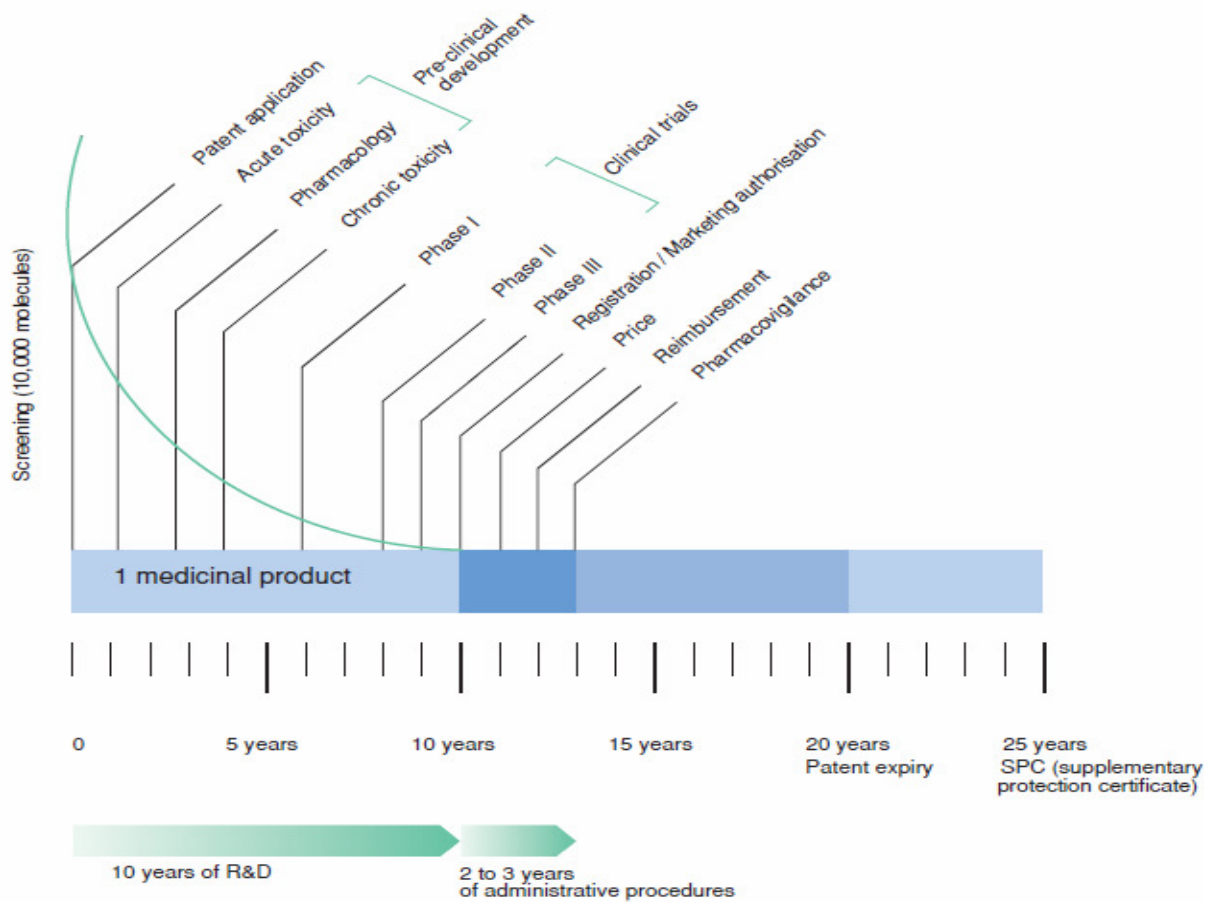 Pre-clinical
development
Patent application
Acute toxicity
Pharmacology
Chronic toxicity
Clinical trials
Phase I
Phase II
Phase III
Registration / Marketing authorisation
Price
Reimbursement
Pharmacovigilance
Screening (10,000 molecules)
1 medicinal product
0
5 years
10 years
15 years
20 years
Patent expiry
25 years
SPC (supplementary
protection certificate)
10 years of R&D
2 to 3 years
of administrative procedures